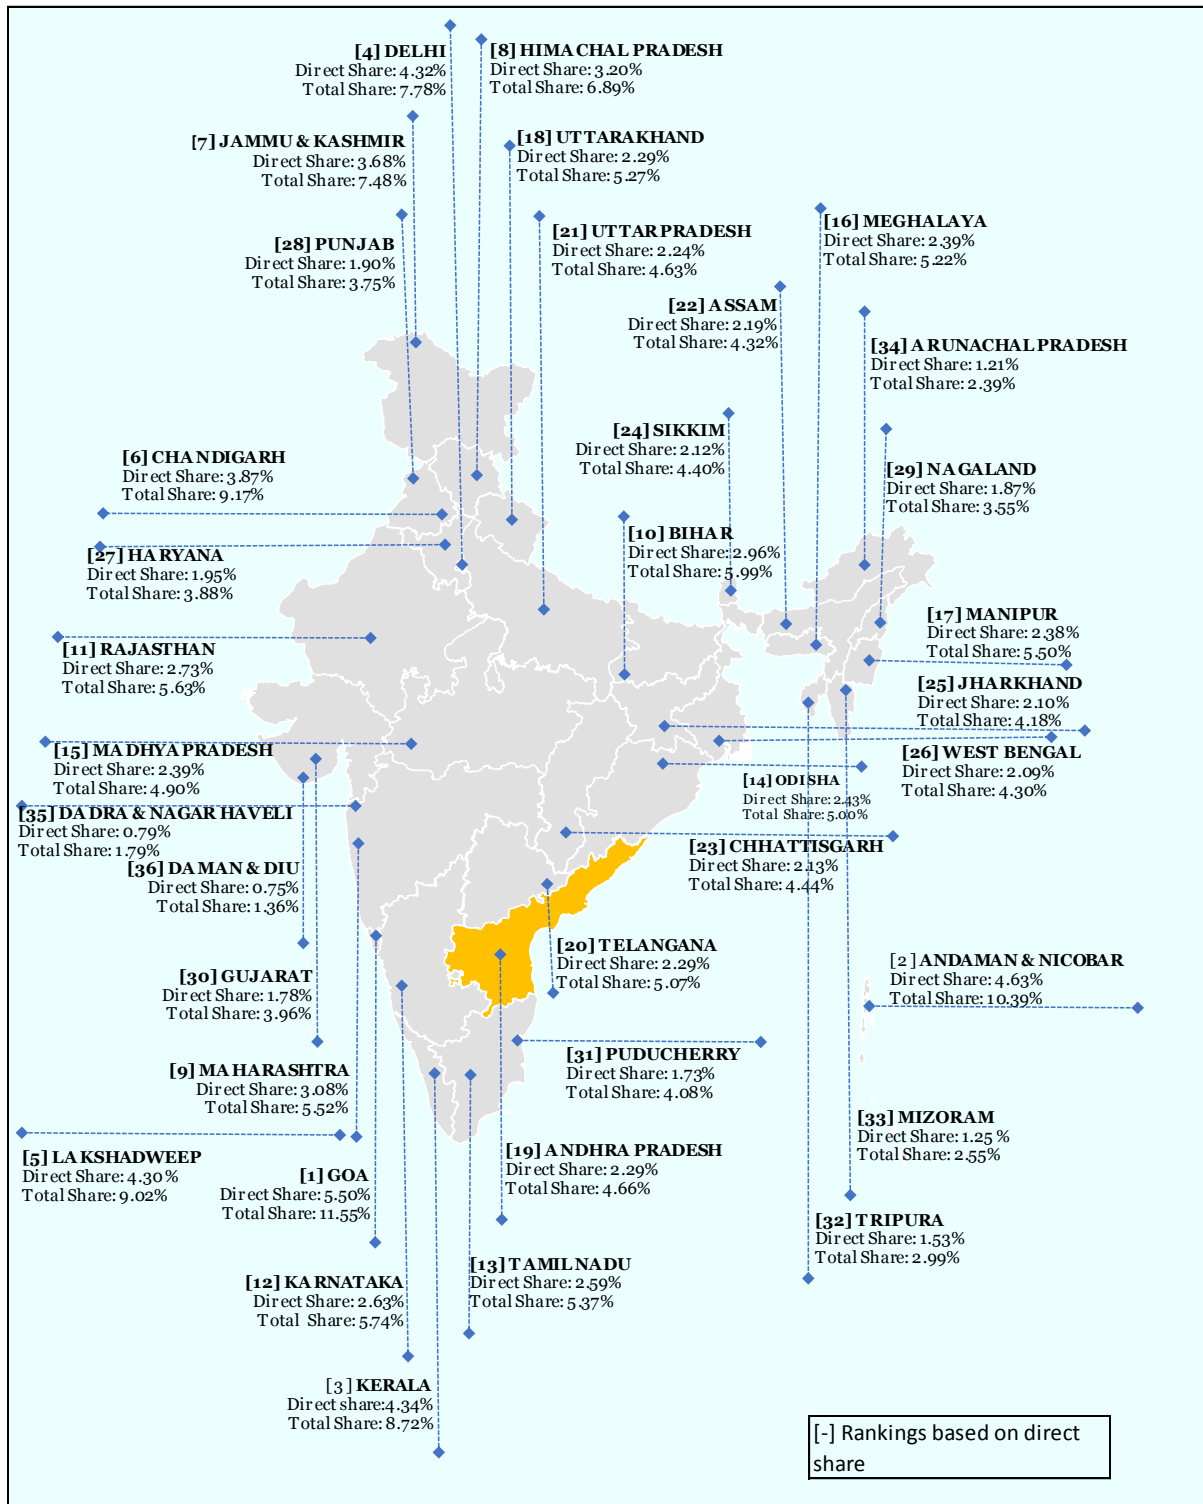 [4] DELHI
Direct Share: 4.32%
Total Share: 7.78%
[8] HIMACHAL PRADESH
Direct Share: 3.20%
Total Share: 6.89%
[7] JAMMU & KASHMIR
Direct Share: 3.68%
Total Share: 7.48%
[18] UTTARAKHAND
Direct Share: 2.29%
Total Share: 5.27%
[28] PUNJAB
Direct Share: 1.90%
Total Share: 3.75%
[21] UTTAR PRADESH
Direct Share: 2.24%
Total Share: 4.63%
[16] MEGHALAYA
Direct Share: 2.39%
Total Share: 5.22%
[22] ASSAM
Direct Share: 2.19%
Total Share: 4.32%
[34] ARUNACHAL PRADESH
Direct Share: 1.21%
Total Share: 2.39%
[24] SIKKIM
Direct Share: 2.12%
Total Share: 4.40%
[6] CHANDIGARH
Direct Share: 3.87%
Total Share: 9.17%
[29] NAGALAND
Direct Share: 1.87%
Total Share: 3.55%
[10] BIHAR
Direct Share: 2.96%
Total Share: 5.99%
[27] HARYANA
Direct Share: 1.95%
Total Share: 3.88%
[17] MANIPUR
Direct Share: 2.38%
Total Share: 5.50%
[11] RAJASTHAN
Direct Share: 2.73%
Total Share: 5.63%
[25] JHARKHAND
Direct Share: 2.10%
Total Share: 4.18%
[15] MADHYA PRADESH
Direct Share: 2.39%
Total Share: 4.90%
[26] WEST BENGAL
Direct Share: 2.09%
Total Share: 4.30%
[14] ODISHA
Direct Share: 2.43%
Total Share: 5.00%
[35] DADRA & NAGAR HAVELI
Direct Share: 0.79%
Total Share: 1.79%
[23] CHHATTISGARH
Direct Share: 2.13%
Total Share: 4.44%
[36] DAMAN & DIU
Direct Share: 0.75%
Total Share: 1.36%
[20] TELANGANA
Direct Share: 2.29%
Total Share: 5.07%
[2] ANDAMAN & NICOBAR
Direct Share: 4.63%
Total Share: 10.39%
[30] GUJARAT
Direct Share: 1.78%
Total Share: 3.96%
[31] PUDUCHERRY
Direct Share: 1.73%
Total Share: 4.08%
[9] MAHARASHTRA
Direct Share: 3.08%
Total Share: 5.52%
[33] MIZORAM
Direct Share: 1.25 %
Total Share: 2.55%
[5] LAKSHADWEEP
Direct Share: 4.30%
Total Share: 9.02%
[19] ANDHRA PRADESH
Direct Share: 2.29%
Total Share: 4.66%
[1] GOA
Direct Share: 5.50%
Total Share: 11.55%
[32] TRIPURA
Direct Share: 1.53%
Total Share: 2.99%
[13] TAMIL NADU
Direct Share: 2.59%
Total Share: 5.37%
[12] KARNATAKA
Direct Share: 2.63%
Total Share: 5.74%
[3] KERALA
Direct share:4.34%
Total Share: 8.72%
[-] Rankings based on direct
share